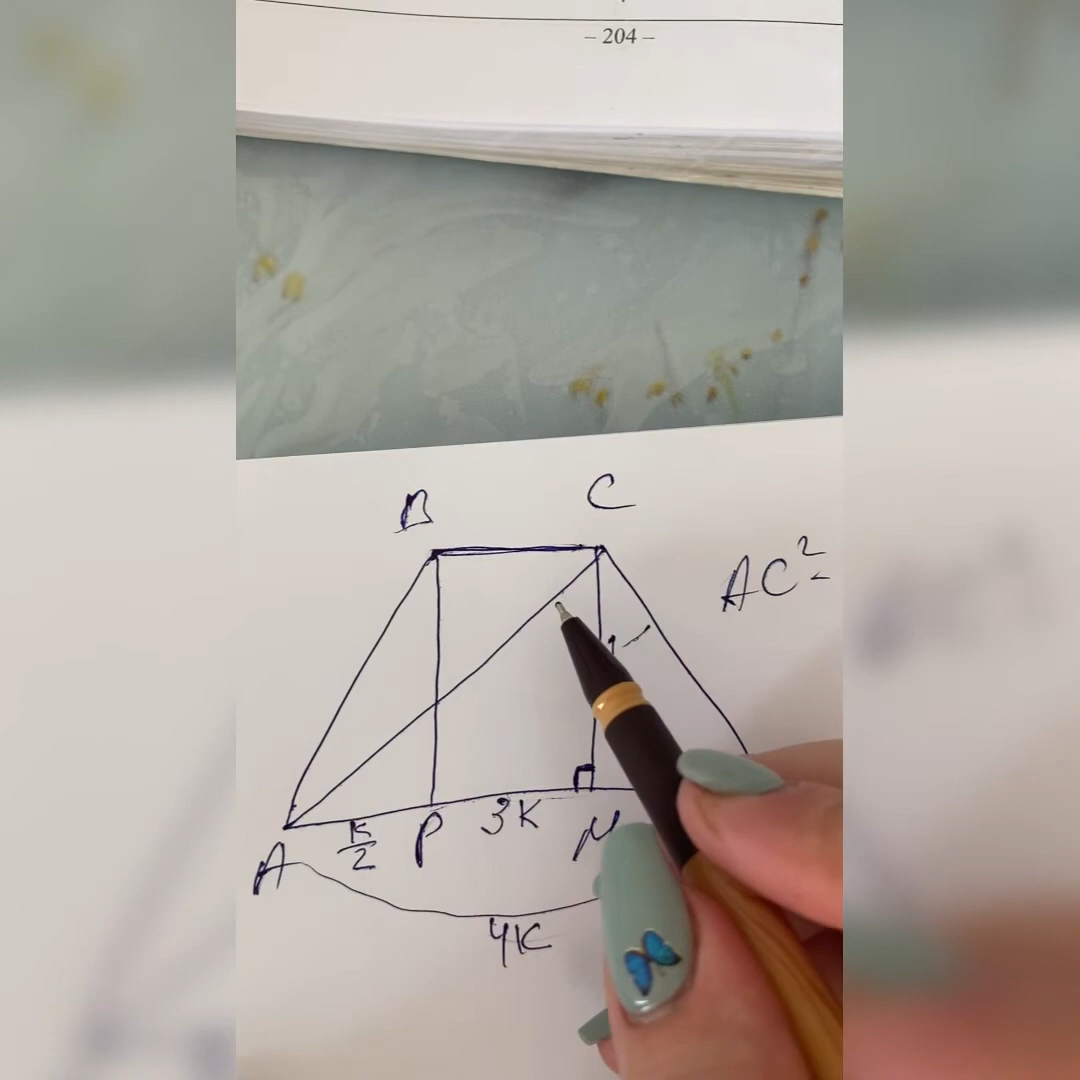 – 204 –
B C
AC²=
K/2 P 3K M
A
4K